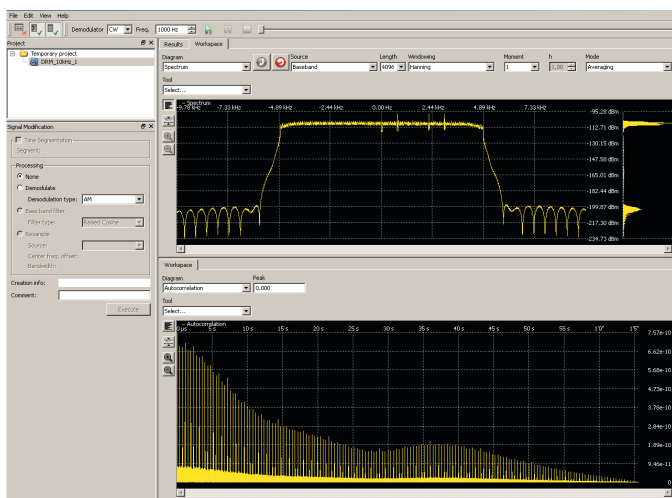 File Edit View Help
Demodulator CW Freq. 1000 Hz
Project
Temporary project
DRM_10kHz_1
Signal Modification
Time Segmentation
Segment:
Processing
None
Demodulate
Demodulation type: AM
Base band filter
Filter type: Raised Cosine
Resample
Source:
Center freq. offset:
Bandwidth:
Creation info:
Comment:
Execute
Results Workspace
Diagram Source Length Windowing Moment h Mode
Spectrum Baseband 4096 Hanning 1 1,00 Averaging
Tool
Select...
Spectrum
-9.78 kHz -7.33 kHz -4.89 kHz -2.44 kHz 0.00 Hz 2.44 kHz 4.89 kHz 7.33 kHz
-95.28 dBm
-112.71 dBm
-130.15 dBm
-147.58 dBm
-165.01 dBm
-182.44 dBm
-199.87 dBm
-217.30 dBm
-234.73 dBm
Workspace
Diagram Peak
Autocorrelation 0.000
Tool
Select...
Autocorrelation
0 µs 5 s 10 s 15 s 20 s 25 s 30 s 35 s 40 s 45 s 50 s 55 s 1'0" 1'5"
7.57e-10
6.62e-10
5.68e-10
4.73e-10
3.78e-10
2.84e-10
1.89e-10
9.46e-11